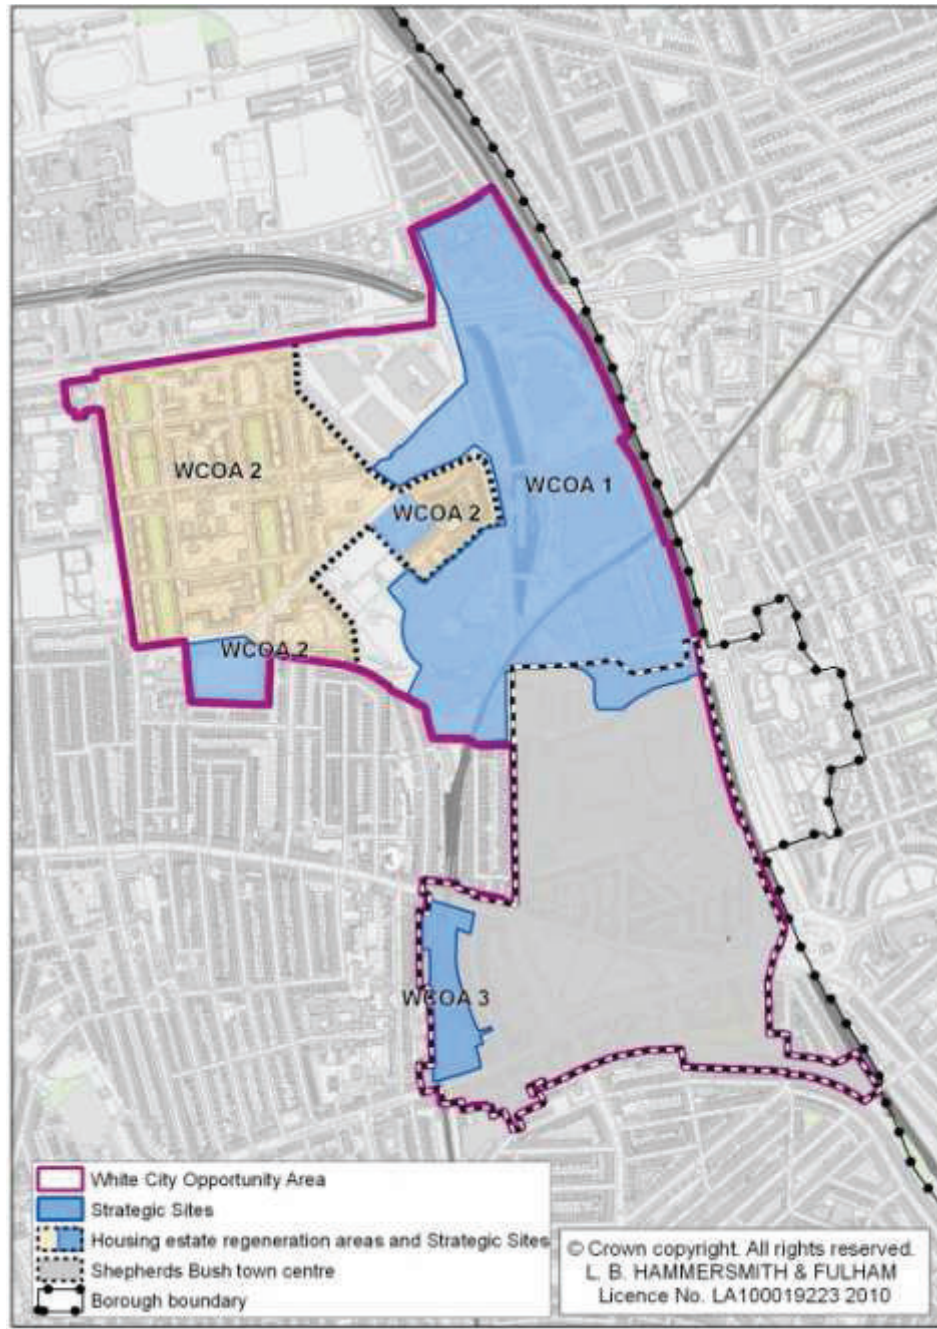 WCOA 2
WCOA 1
WCOA 2
WCOA 2
WCOA 3
White City Opportunity Area
Strategic Sites
Housing estate regeneration areas and Strategic Sites
Shepherds Bush town centre
Borough boundary
© Crown copyright. All rights reserved.
L. B. HAMMERSMITH & FULHAM
Licence No. LA100019223 2010